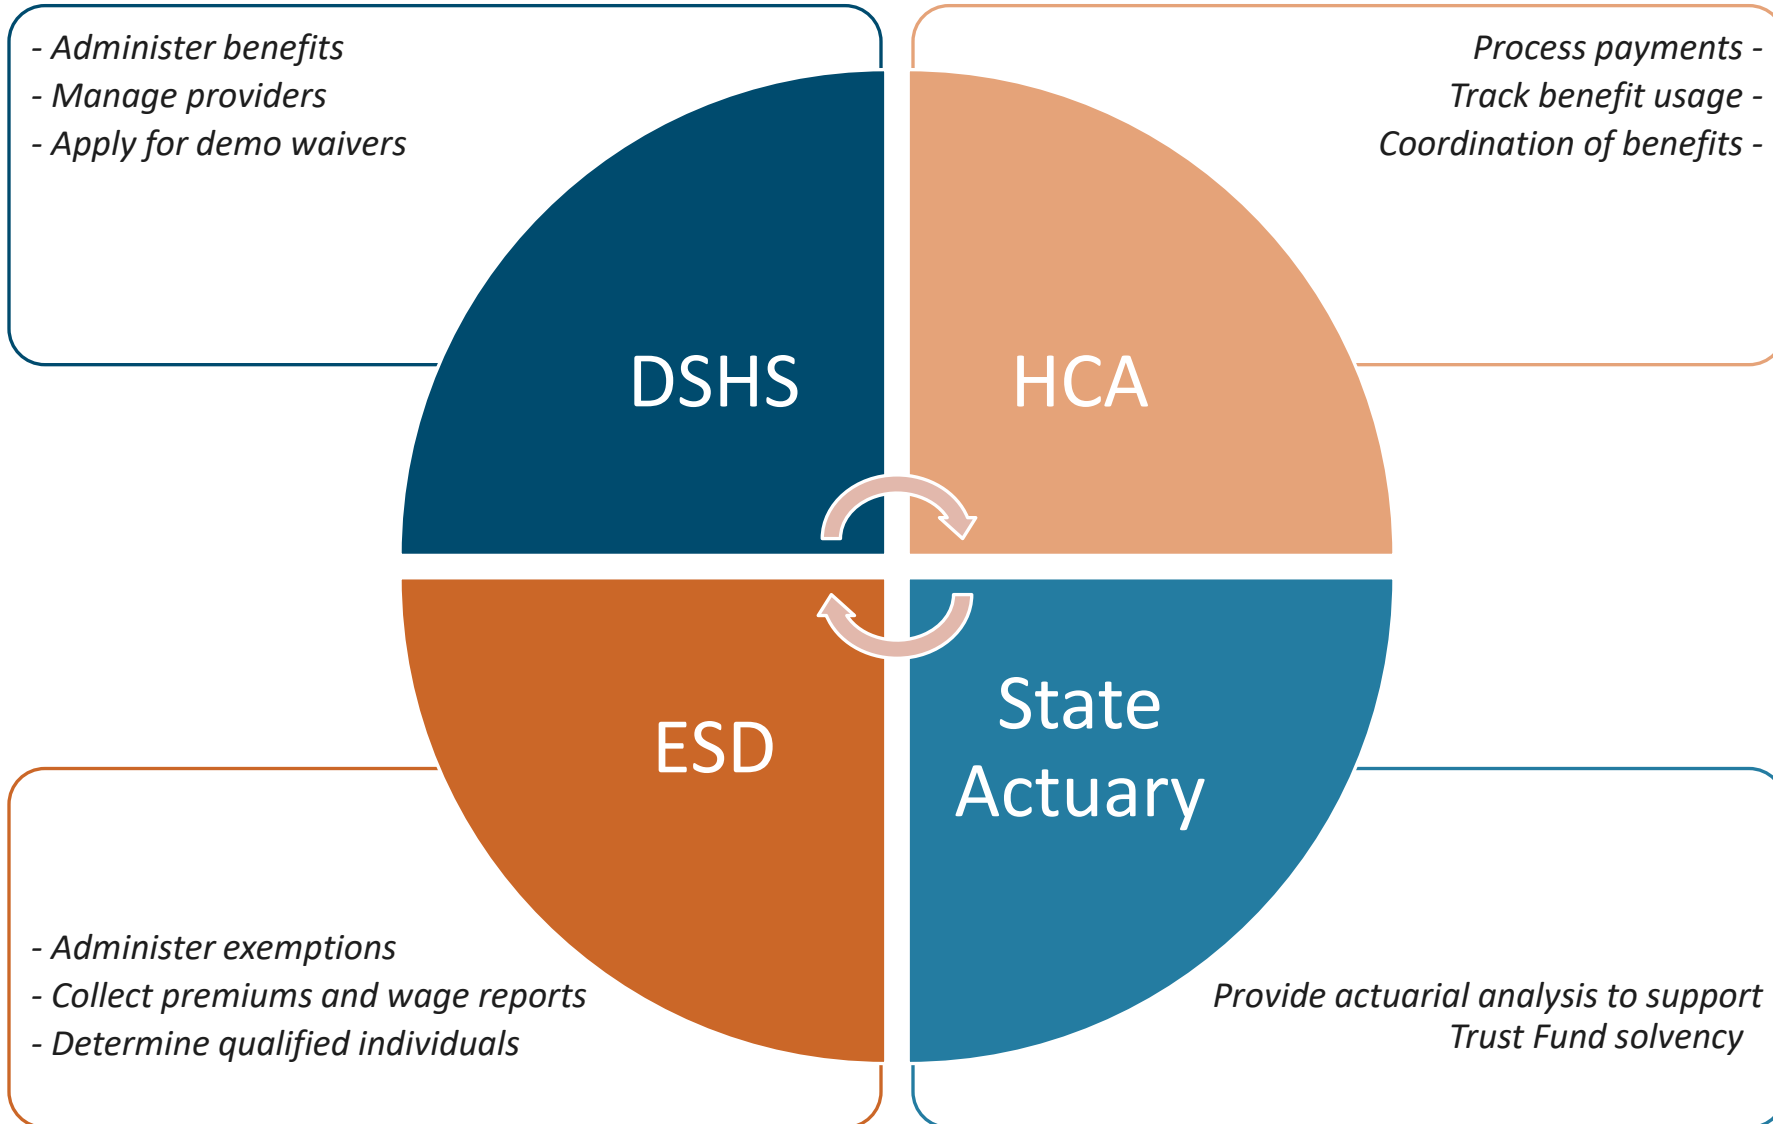 - Administer benefits
- Manage providers
- Apply for demo waivers
Process payments -
Track benefit usage -
Coordination of benefits -
DSHS
HCA
ESD
State
Actuary
- Administer exemptions
- Collect premiums and wage reports
- Determine qualified individuals
Provide actuarial analysis to support
Trust Fund solvency